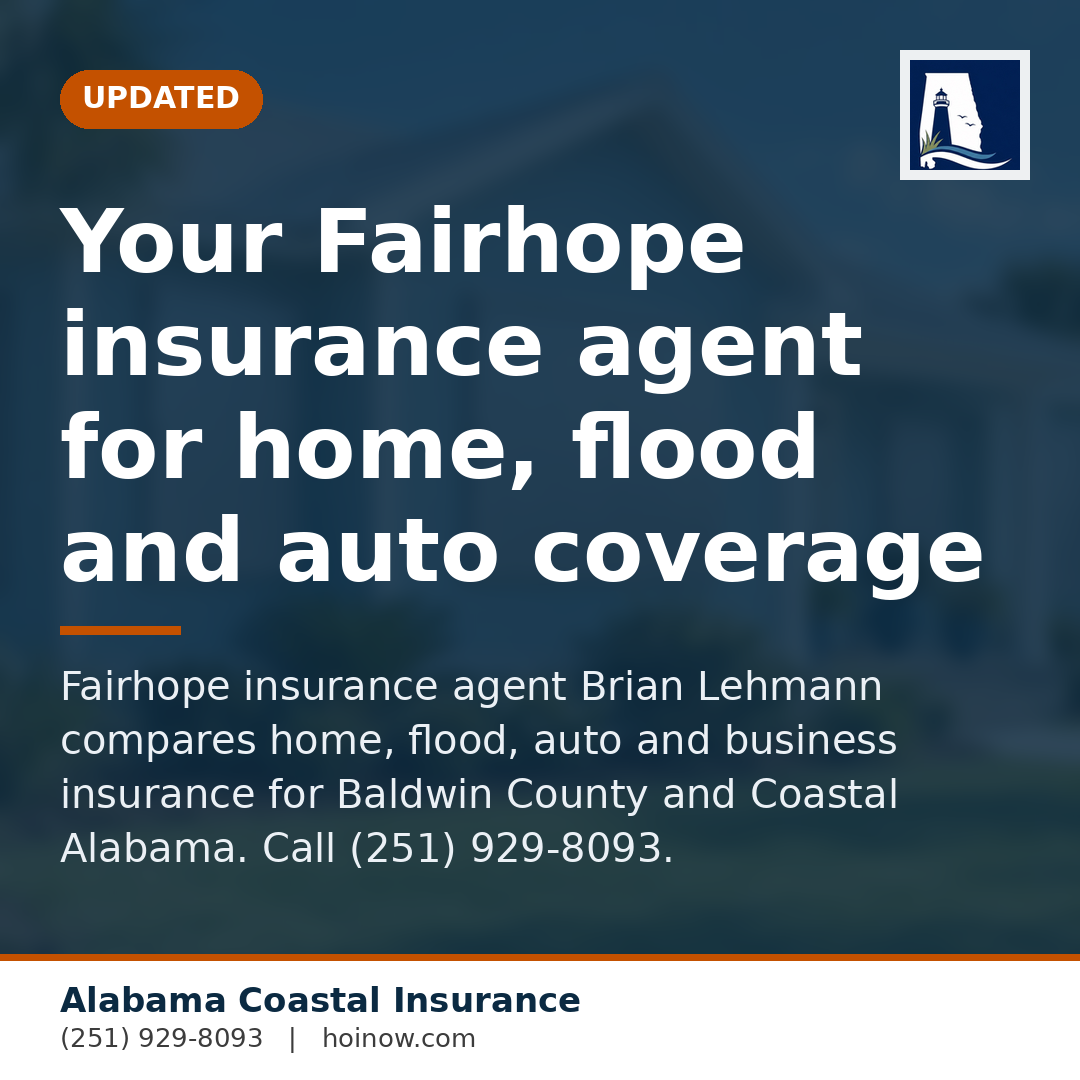 UPDATED
Your Fairhope
insurance agent
for home, flood
and auto coverage
Fairhope insurance agent Brian Lehmann
compares home, flood, auto and business
insurance for Baldwin County and Coastal
Alabama. Call (251) 929-8093.
Alabama Coastal Insurance
(251) 929-8093 | hoinow.com